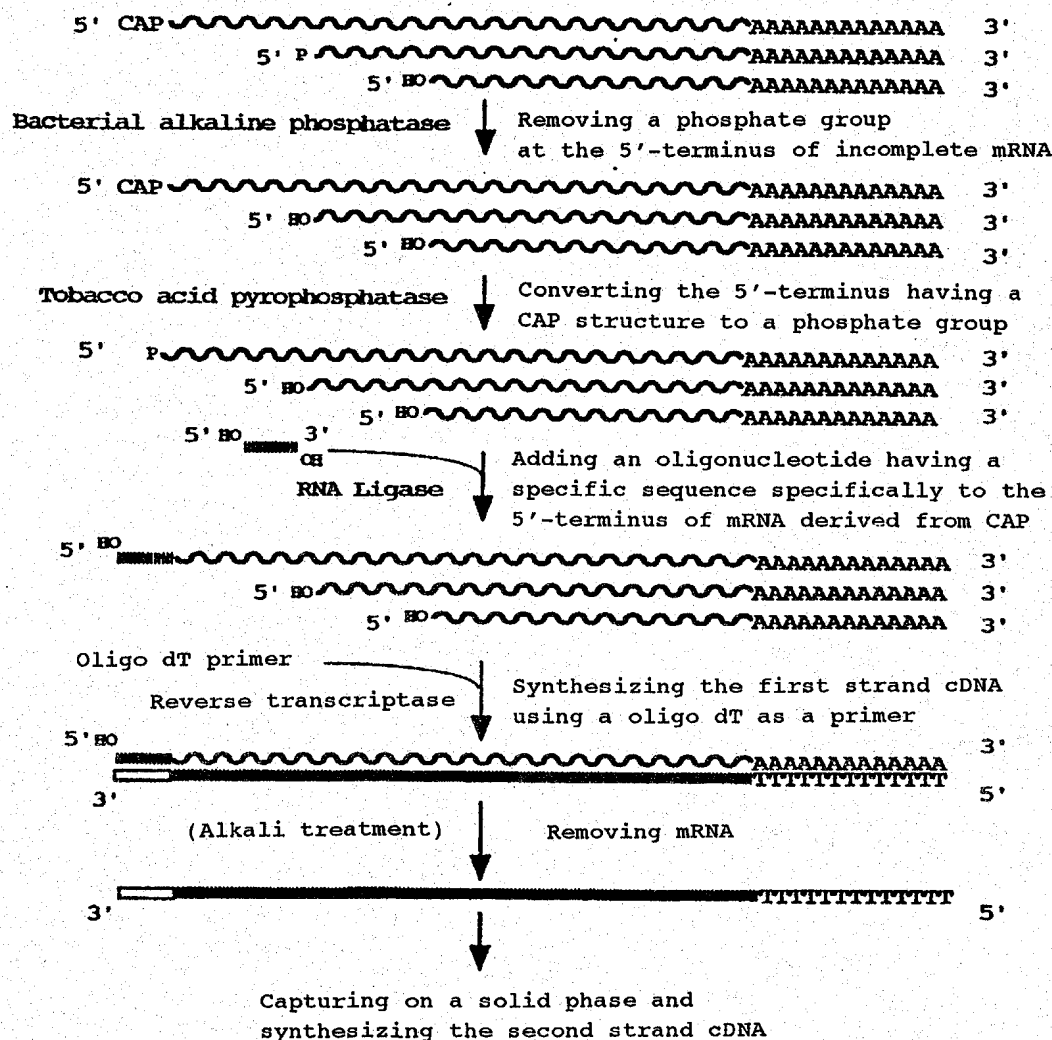 5' CAP AAAAAAAAAAAAA 3'
5' P AAAAAAAAAAAAA 3'
5' HO AAAAAAAAAAAAA 3'
Bacterial alkaline phosphatase
Removing a phosphate group
at the 5'-terminus of incomplete mRNA
5' CAP AAAAAAAAAAAAA 3'
5' HO AAAAAAAAAAAAA 3'
5' HO AAAAAAAAAAAAA 3'
Tobacco acid pyrophosphatase
Converting the 5'-terminus having a
CAP structure to a phosphate group
5' P AAAAAAAAAAAAA 3'
5' HO AAAAAAAAAAAAA 3'
5' HO AAAAAAAAAAAAA 3'
5' HO 3'
OH
RNA Ligase
Adding an oligonucleotide having a
specific sequence specifically to the
5'-terminus of mRNA derived from CAP
5' HO AAAAAAAAAAAAA 3'
5' HO AAAAAAAAAAAAA 3'
5' HO AAAAAAAAAAAAA 3'
Oligo dT primer
Reverse transcriptase
Synthesizing the first strand cDNA
using a oligo dT as a primer
5'HO AAAAAAAAAAAAA 3'
3' TTTTTTTTTTTTT 5'
(Alkali treatment)
Removing mRNA
3' TTTTTTTTTTTTT 5'
Capturing on a solid phase and
synthesizing the second strand cDNA